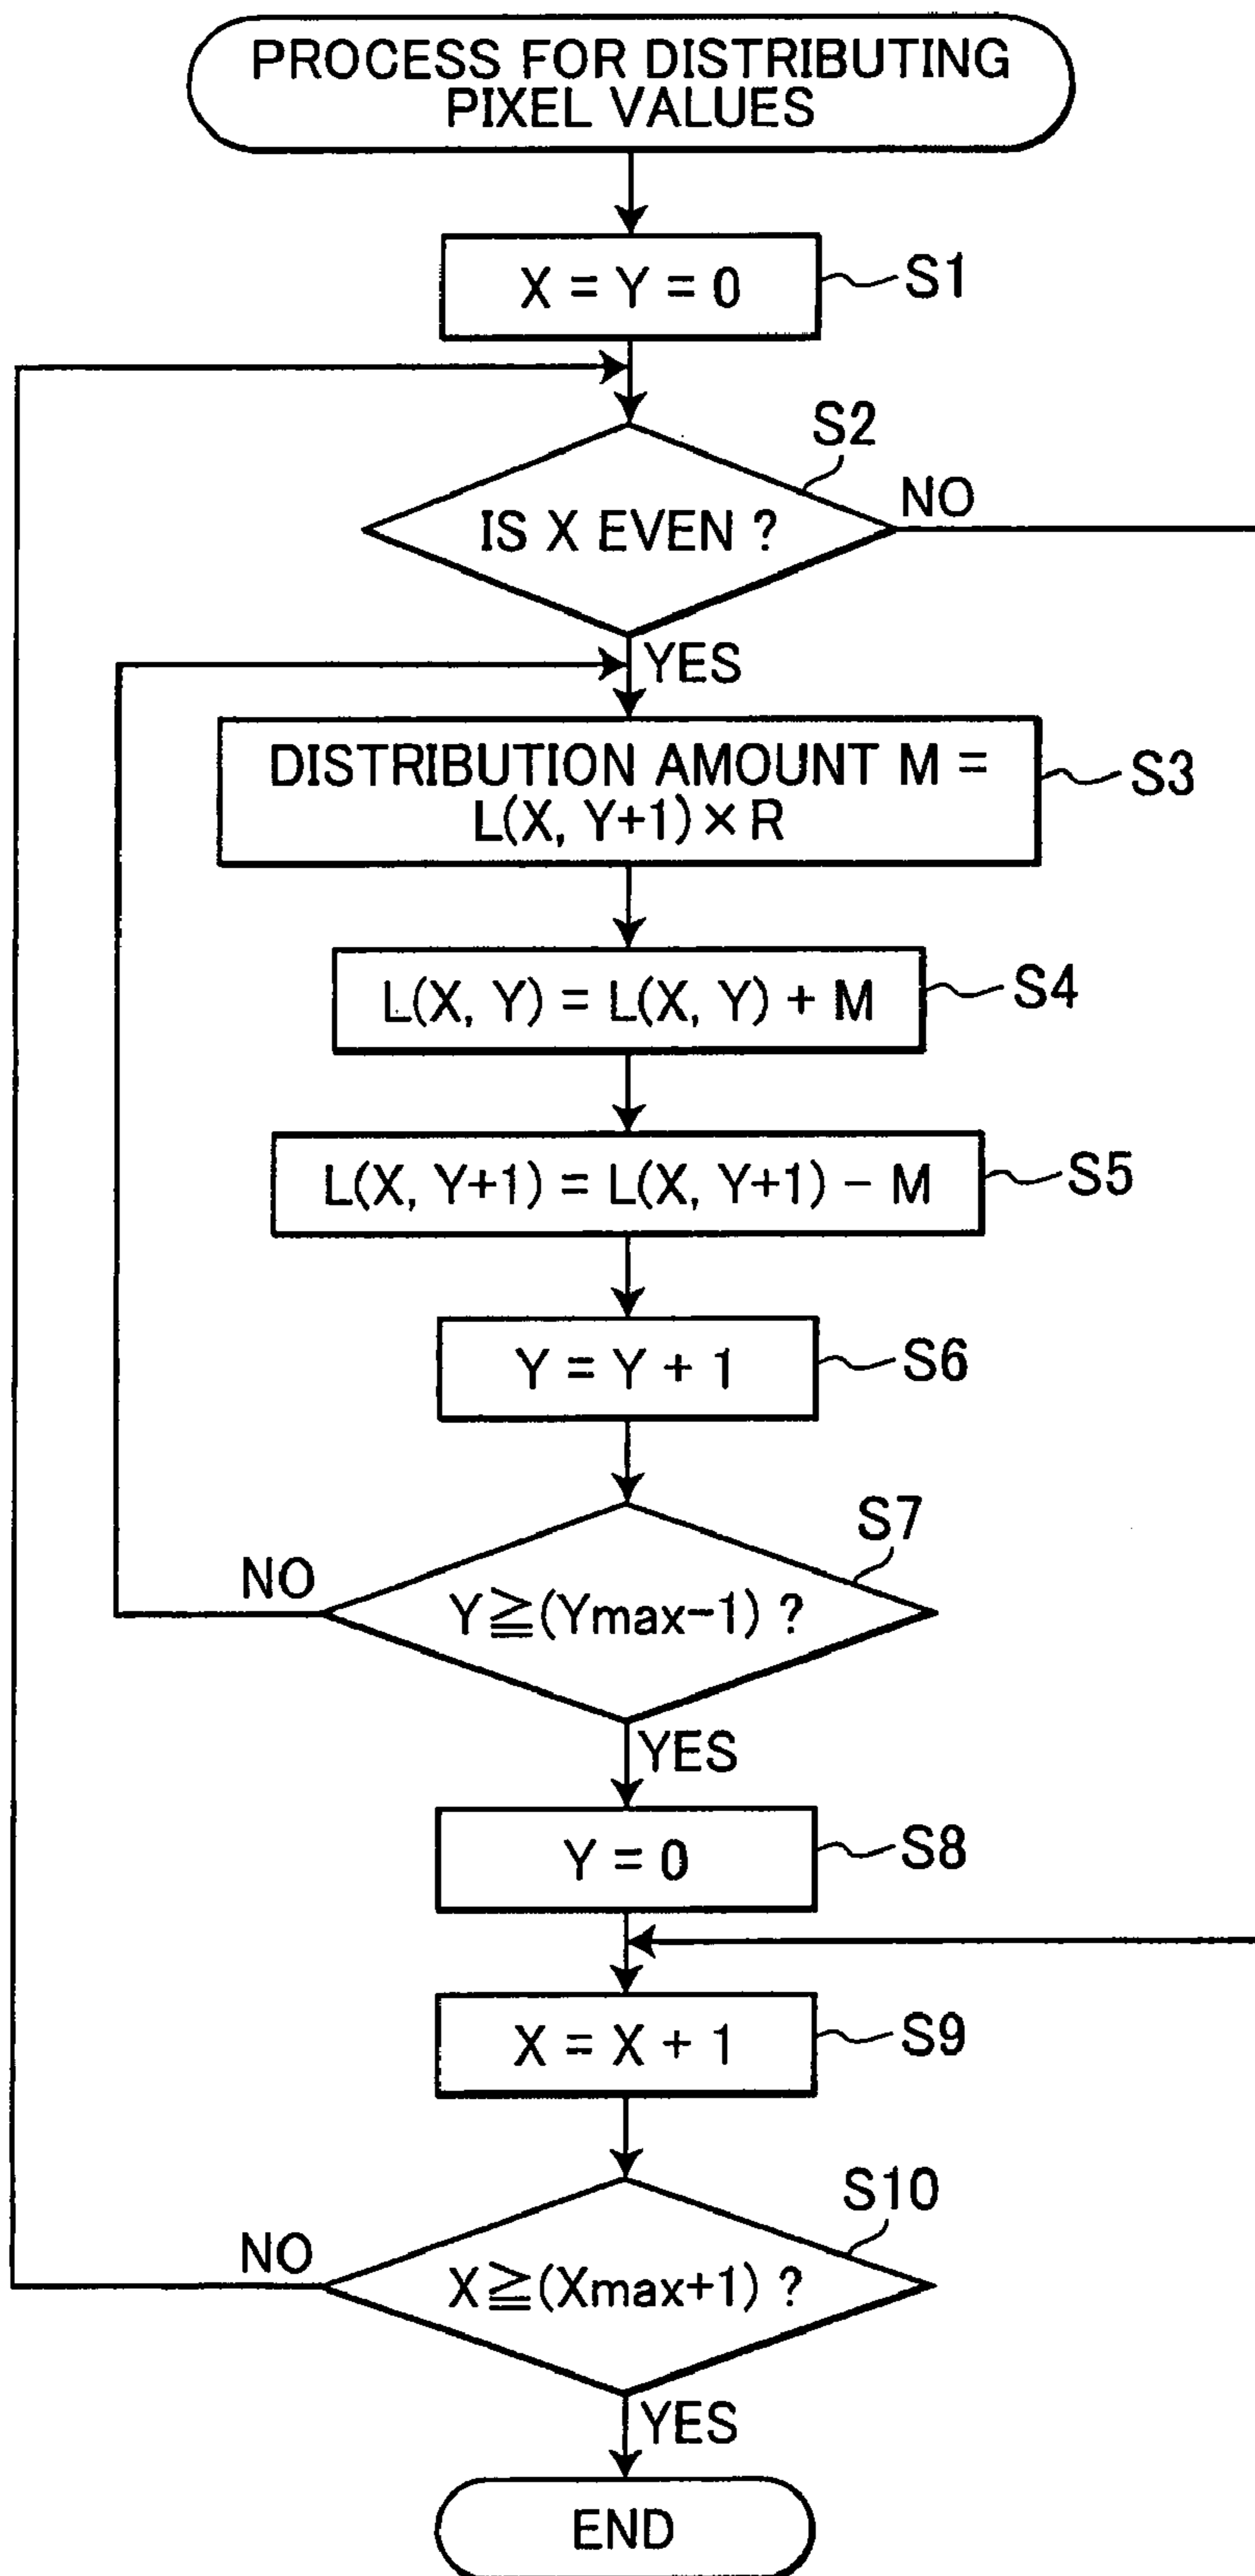 PROCESS FOR DISTRIBUTING
PIXEL VALUES
X = Y = 0
S1
S2
IS X EVEN ?
NO
YES
DISTRIBUTION AMOUNT M =
L(X, Y+1) × R
S3
L(X, Y) = L(X, Y) + M
S4
L(X, Y+1) = L(X, Y+1) − M
S5
Y = Y + 1
S6
S7
NO
Y≧(Ymax−1) ?
YES
Y = 0
S8
X = X + 1
S9
S10
NO
X≧(Xmax+1) ?
YES
END